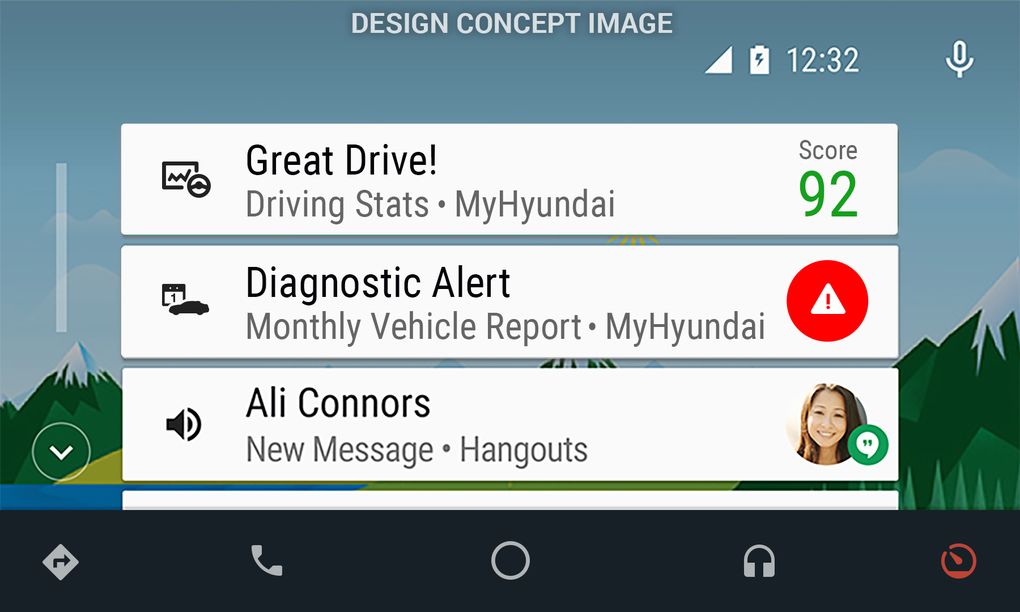 DESIGN CONCEPT IMAGE
12:32
Great Drive!
Driving Stats • MyHyundai
Score
92
1
Diagnostic Alert
Monthly Vehicle Report • MyHyundai
Ali Connors
New Message • Hangouts